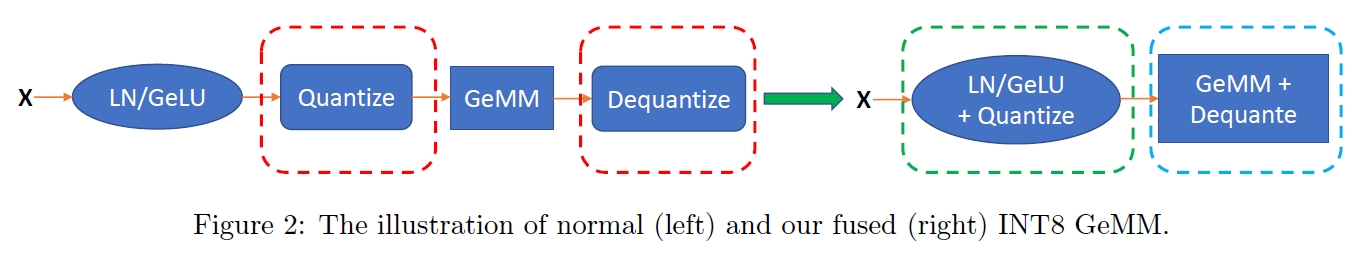 X
LN/GeLU
Quantize
GeMM
Dequantize
X
LN/GeLU
+ Quantize
GeMM +
Dequante
Figure 2: The illustration of normal (left) and our fused (right) INT8 GeMM.